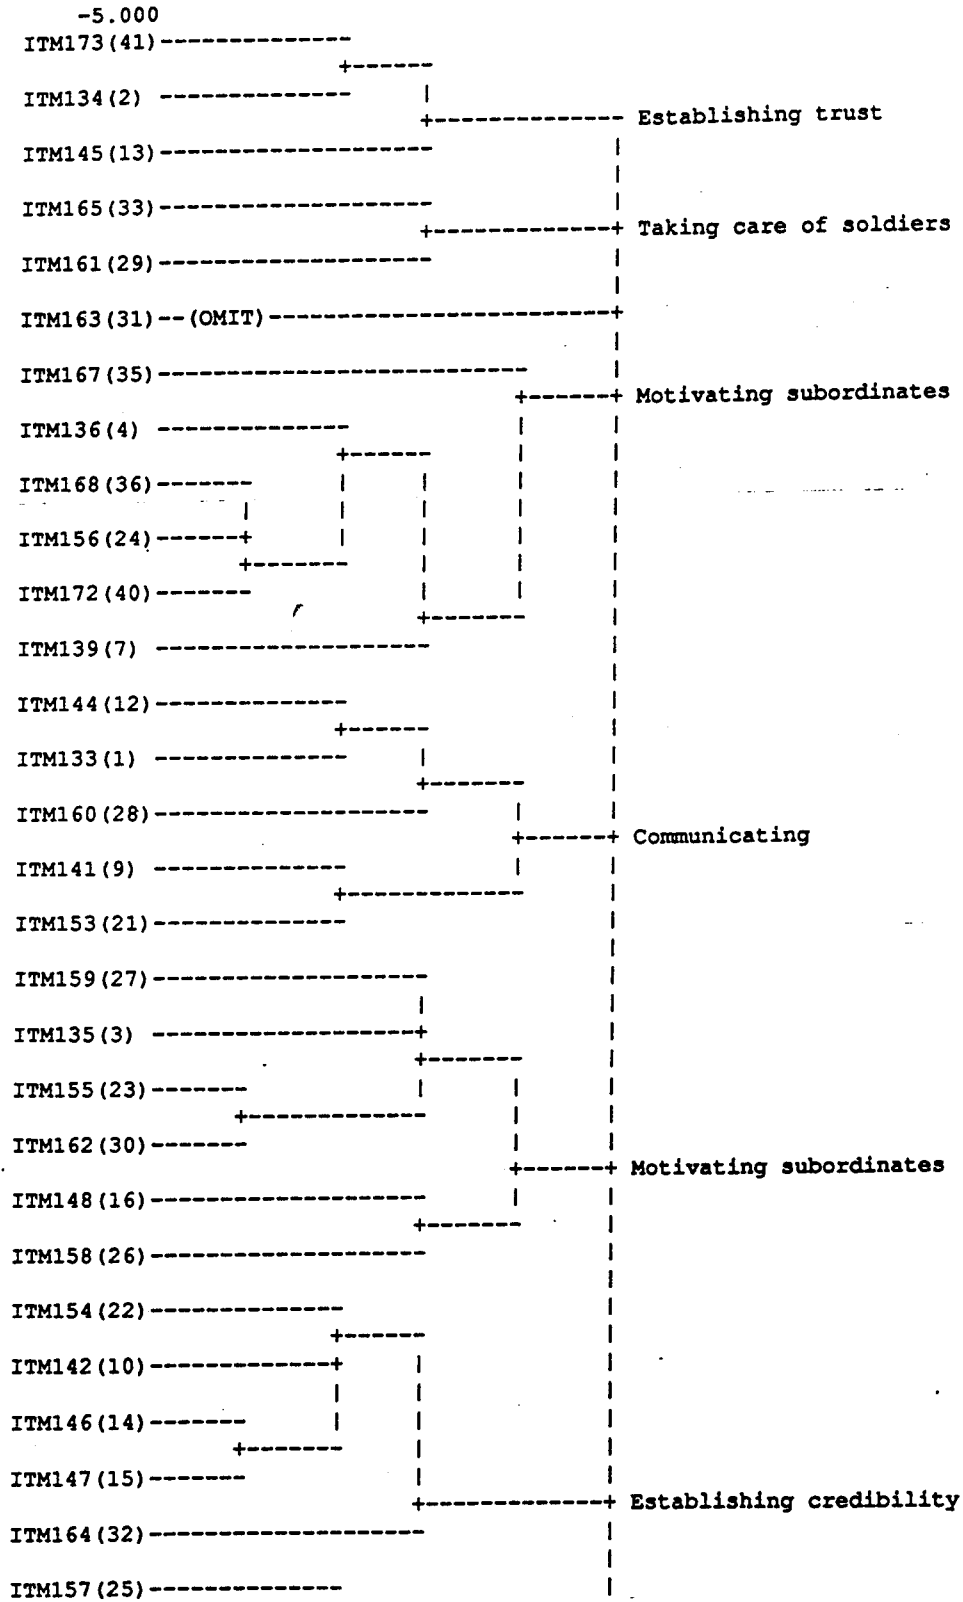 -5.000
ITM173(41)
ITM134(2)
Establishing trust
ITM145(13)
ITM165(33)
Taking care of soldiers
ITM161(29)
ITM163(31)--(OMIT)
ITM167(35)
Motivating subordinates
ITM136(4)
ITM168(36)
ITM156(24)
ITM172(40)
ITM139(7)
ITM144(12)
ITM133(1)
ITM160(28)
Communicating
ITM141(9)
ITM153(21)
ITM159(27)
ITM135(3)
ITM155(23)
ITM162(30)
Motivating subordinates
ITM148(16)
ITM158(26)
ITM154(22)
ITM142(10)
ITM146(14)
ITM147(15)
Establishing credibility
ITM164(32)
ITM157(25)